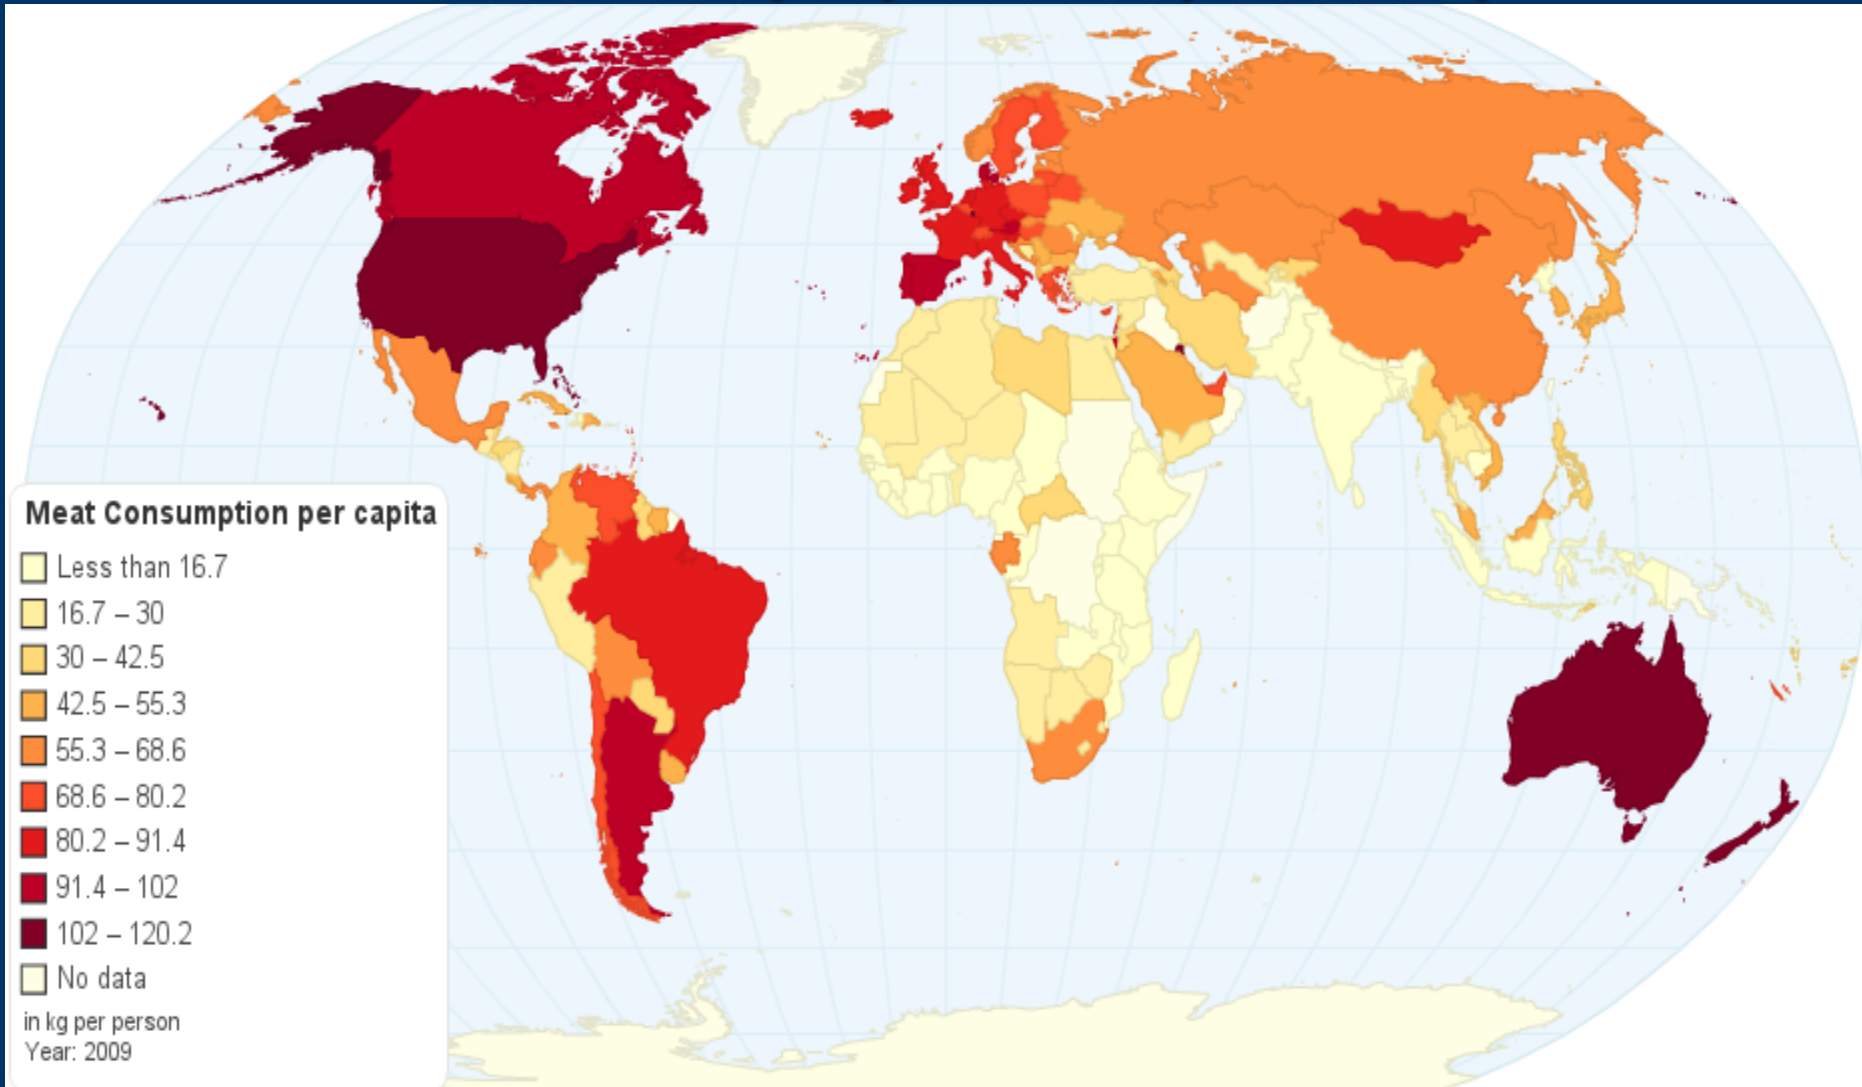 Meat Consumption per capita
Less than 16.7
16.7 – 30
30 – 42.5
42.5 – 55.3
55.3 – 68.6
68.6 – 80.2
80.2 – 91.4
91.4 – 102
102 – 120.2
No data
in kg per person
Year: 2009